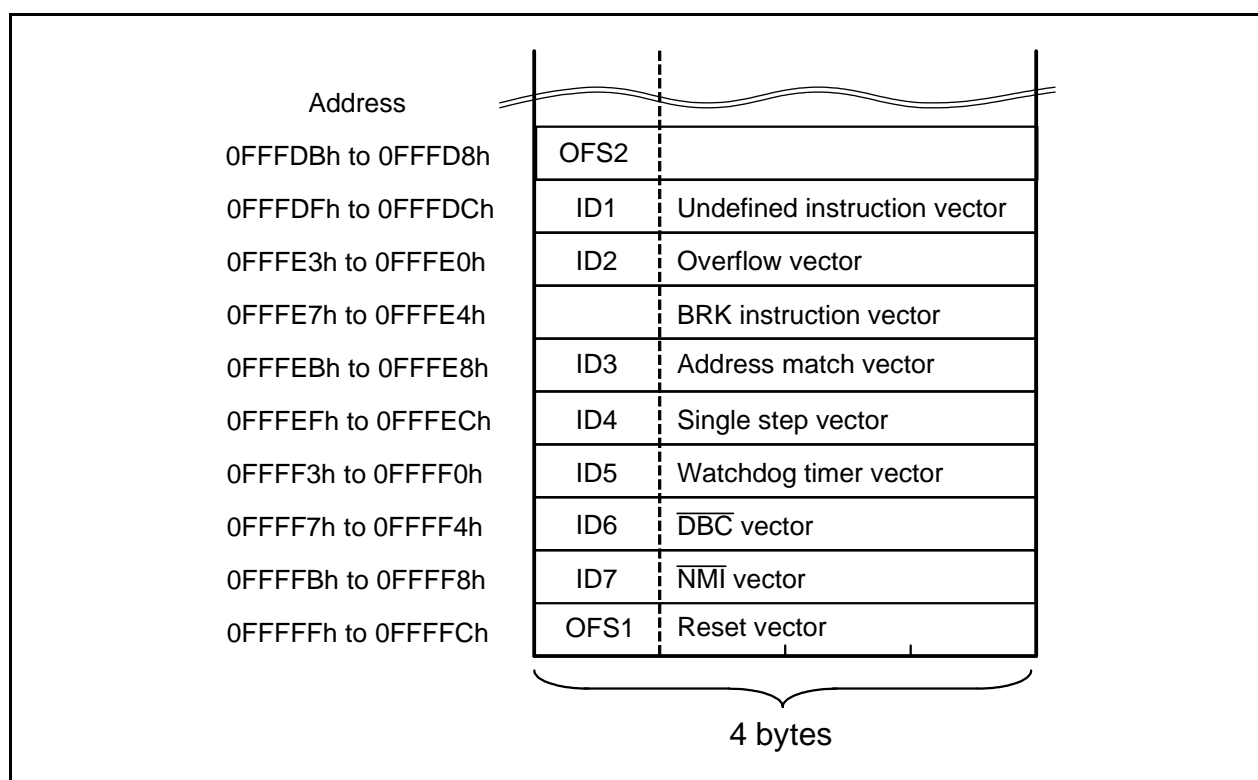 Address
0FFFDBh to 0FFFD8h OFS2
0FFFDFh to 0FFFDCh ID1 Undefined instruction vector
0FFFE3h to 0FFFE0h ID2 Overflow vector
0FFFE7h to 0FFFE4h BRK instruction vector
0FFFEBh to 0FFFE8h ID3 Address match vector
0FFFEFh to 0FFFECh ID4 Single step vector
0FFFF3h to 0FFFF0h ID5 Watchdog timer vector
0FFFF7h to 0FFFF4h ID6 D̅B̅C̅ vector
0FFFFBh to 0FFFF8h ID7 N̅M̅I̅ vector
0FFFFFh to 0FFFFCh OFS1 Reset vector
4 bytes